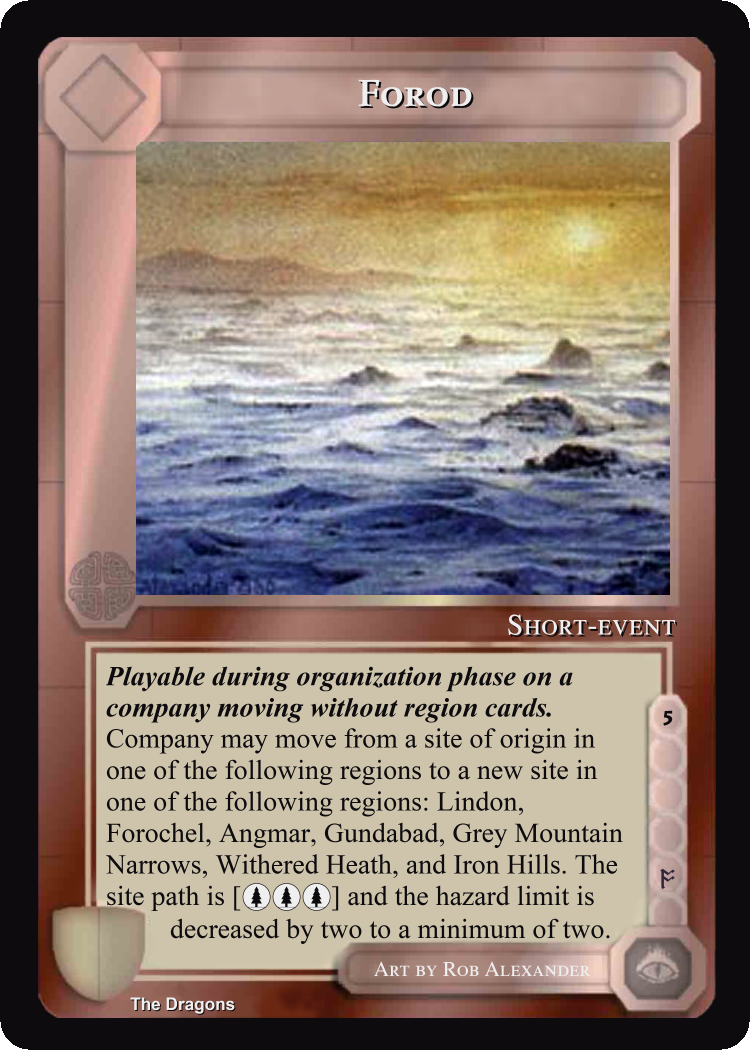 Forod
Short-event
Playable during organization phase on a
company moving without region cards.
Company may move from a site of origin in
one of the following regions to a new site in
one of the following regions: Lindon,
Forochel, Angmar, Gundabad, Grey Mountain
Narrows, Withered Heath, and Iron Hills. The
site path is [ ] and the hazard limit is
decreased by two to a minimum of two.
5
ᚩ
Art by Rob Alexander
The Dragons